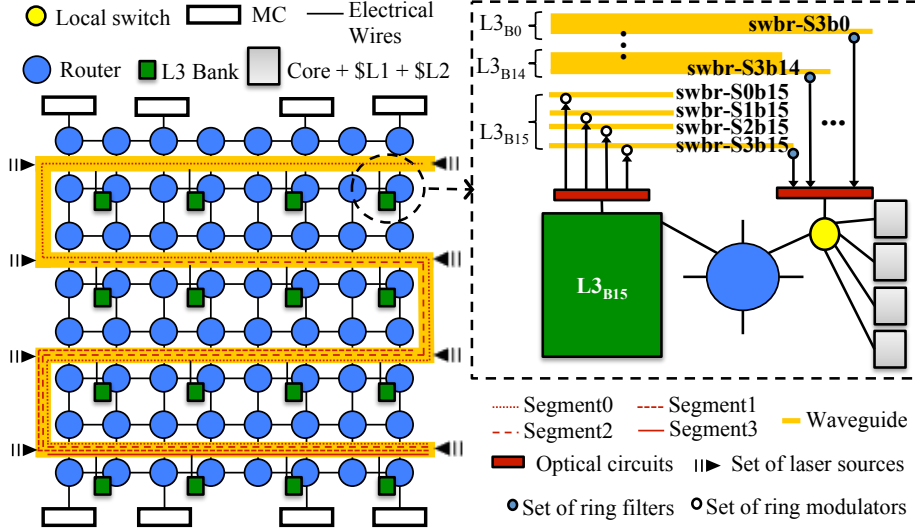 Local switch
MC
Electrical
Wires
Router
L3 Bank
Core + $L1 + $L2
L3B0
swbr-S3b0
L3B14
swbr-S3b14
swbr-S0b15
swbr-S1b15
L3B15
swbr-S2b15
swbr-S3b15
L3B15
Segment0
Segment1
Waveguide
Segment2
Segment3
Optical circuits
Set of laser sources
Set of ring filters
Set of ring modulators